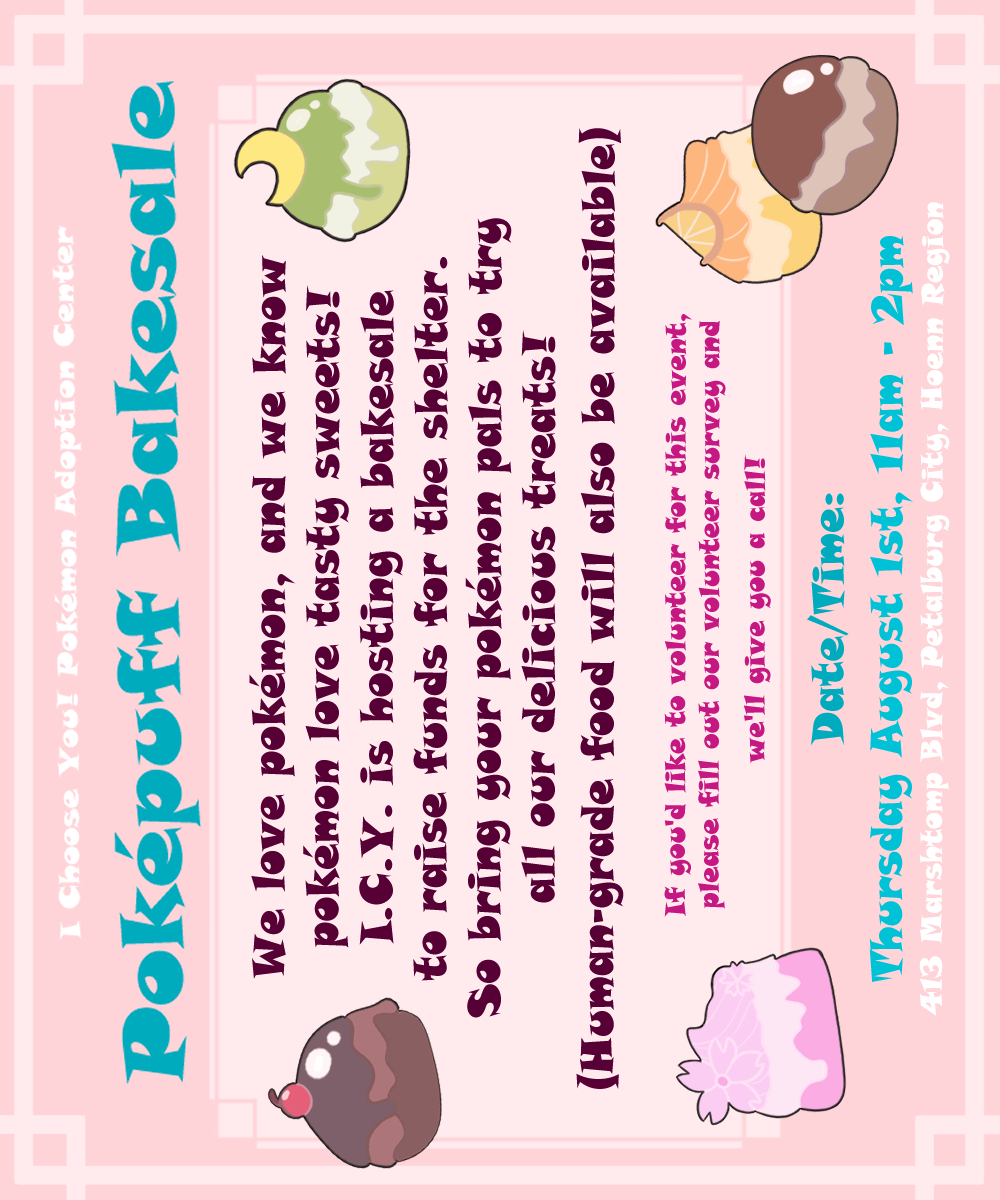 I Choose You! Pokémon Adoption Center
Poképuff Bakesale
We love pokémon, and we know
pokémon love tasty sweets!
I.C.Y. is hosting a bakesale
to raise funds for the shelter.
So bring your pokémon pals to try
all our delicious treats!
(Human-grade food will also be available)
If you'd like to volunteer for this event,
please fill out our volunteer survey and
we'll give you a call!
Date/Time:
Thursday August 1st, 11am - 2pm
413 Marshtomp Blvd, Petalburg City, Hoenn Region